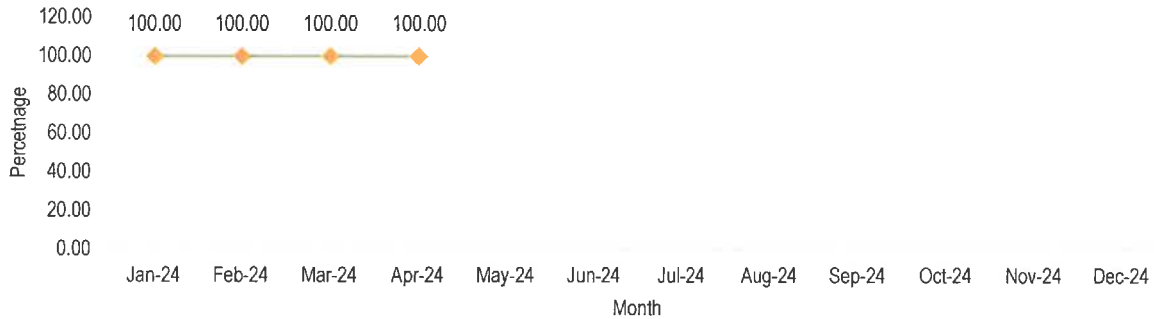 120.00
100.00 100.00 100.00 100.00
100.00
80.00
60.00
40.00
20.00
0.00
Percetnage
Jan-24 Feb-24 Mar-24 Apr-24 May-24 Jun-24 Jul-24 Aug-24 Sep-24 Oct-24 Nov-24 Dec-24
Month